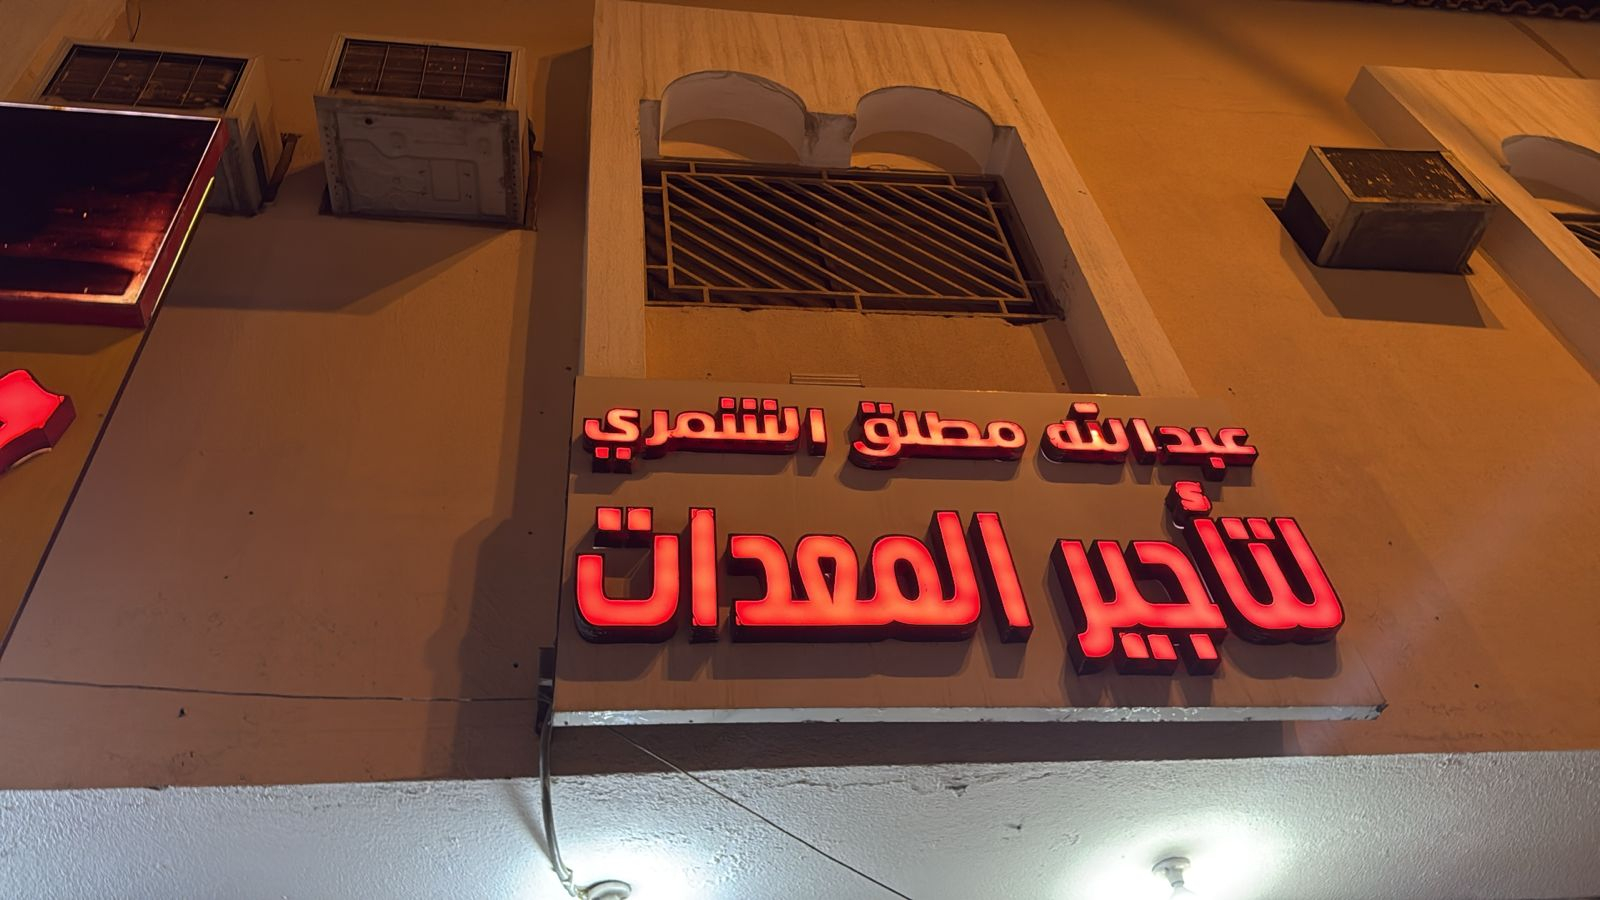 عبدالله مطلق الشمري
لتأجير المعدات